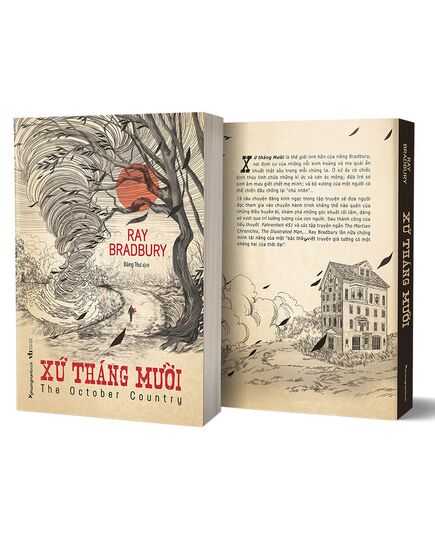 RAY
BRADBURY
Đông Thư dịch
XỨ THÁNG MƯỜI
The October Country
Phuongnambook
Xứ tháng Mười là thế giới linh hồn của riêng Bradbury,
nơi định cư của những nỗi kinh hoàng và ma quái ẩn
khuất thật sâu trong mỗi chúng ta. Ở xứ ấy có chiếc
bình thủy tinh chứa những kí ức và cơn ác mộng; đứa trẻ sơ
sinh âm mưu giết chết mẹ mình; và bộ xương của một người có
thể chiến đấu chống lại "chủ nhân"...
19 câu chuyện đáng kinh ngạc trong tập truyện sẽ đưa người
đọc tham gia vào chuyến hành trình không thể nào quên của
những điều huyền bí, khám phá những góc khuất tối tăm, đáng
sợ vượt quá trí tưởng tượng của con người. Sau thành công của
tiểu thuyết Fahrenheit 451 và các tập truyện ngắn The Martian
Chronicles, The Illustrated Man,... Ray Bradbury lần nữa chứng
minh tài năng của một "bậc thầy viết truyện giả tưởng có một
không hai của thời đại".
RAY
BRADBURY
XỨ THÁNG MƯỜI
Phuongnambook